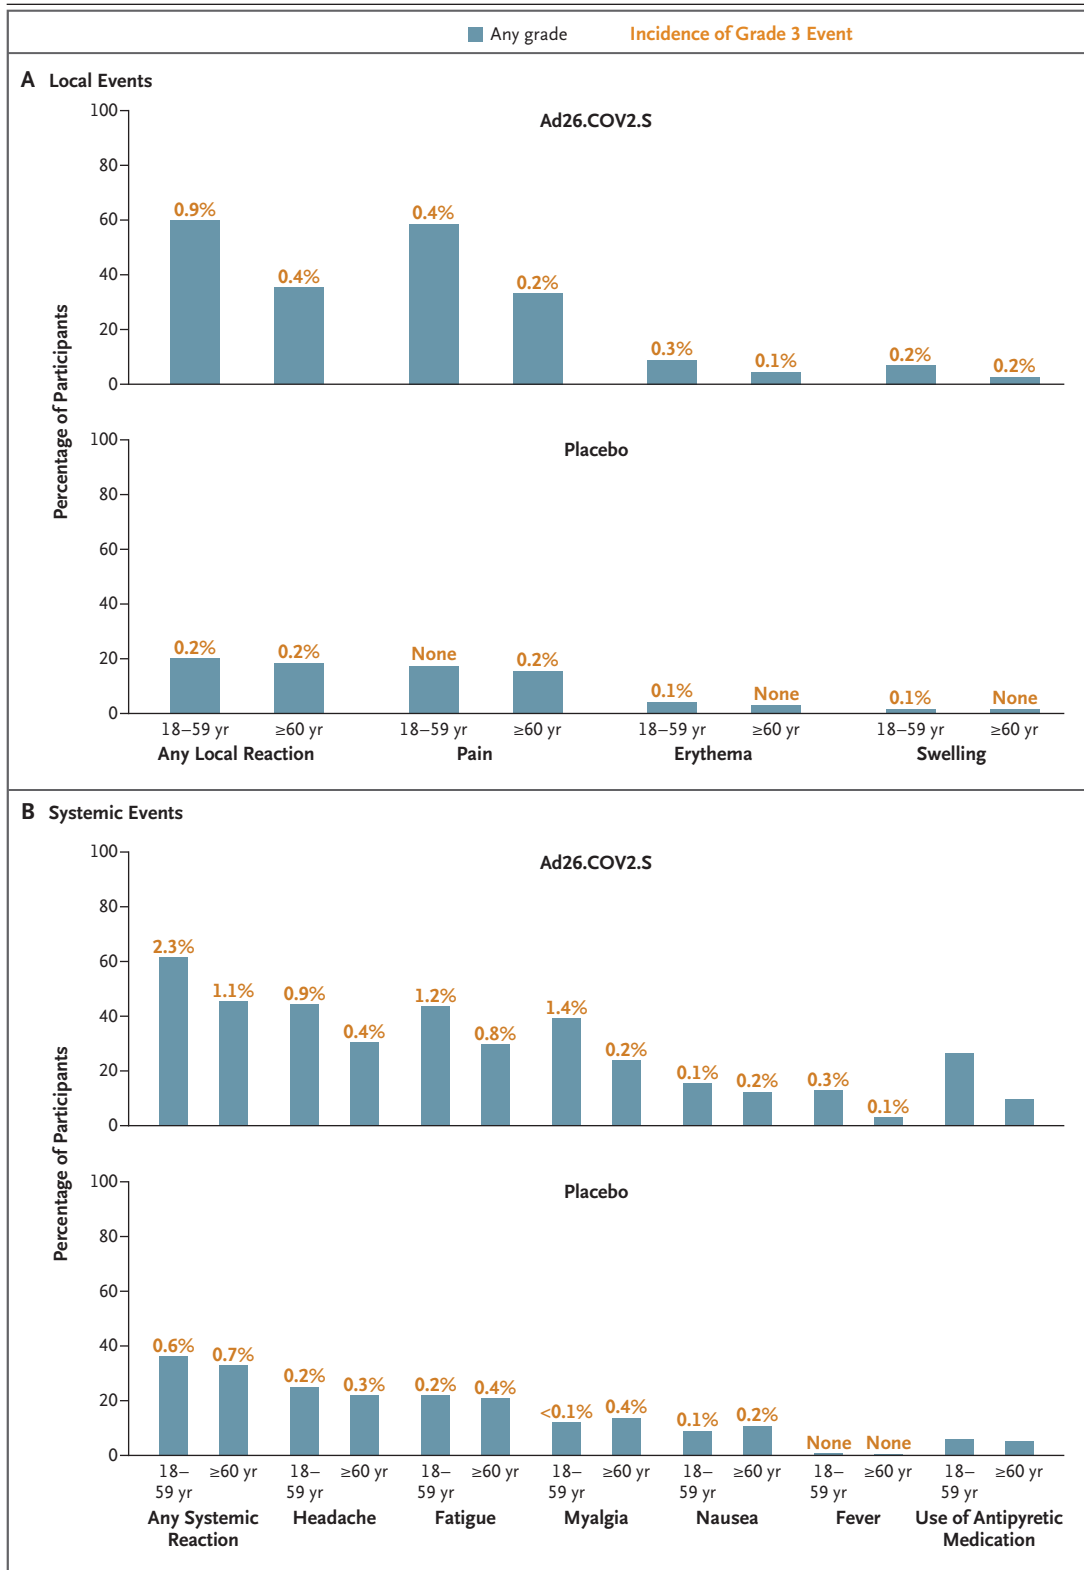 Any grade Incidence of Grade 3 Event
A Local Events
Ad26.COV2.S
Percentage of Participants
100
80
60
40
20
0
0.9%
0.4%
0.4%
0.2%
0.3%
0.1%
0.2%
0.2%
Placebo
100
80
60
40
20
0
0.2%
0.2%
None
0.2%
0.1%
None
0.1%
None
18–59 yr ≥60 yr 18–59 yr ≥60 yr 18–59 yr ≥60 yr 18–59 yr ≥60 yr
Any Local Reaction Pain Erythema Swelling
B Systemic Events
Ad26.COV2.S
Percentage of Participants
100
80
60
40
20
0
2.3%
1.1%
0.9%
0.4%
1.2%
0.8%
1.4%
0.2%
0.1%
0.2%
0.3%
0.1%
Placebo
100
80
60
40
20
0
0.6%
0.7%
0.2%
0.3%
0.2%
0.4%
<0.1%
0.4%
0.1%
0.2%
None
None
18– ≥60 yr 18– ≥60 yr 18– ≥60 yr 18– ≥60 yr 18– ≥60 yr 18– ≥60 yr 18– ≥60 yr
59 yr 59 yr 59 yr 59 yr 59 yr 59 yr 59 yr
Any Systemic Headache Fatigue Myalgia Nausea Fever Use of Antipyretic
Reaction Medication